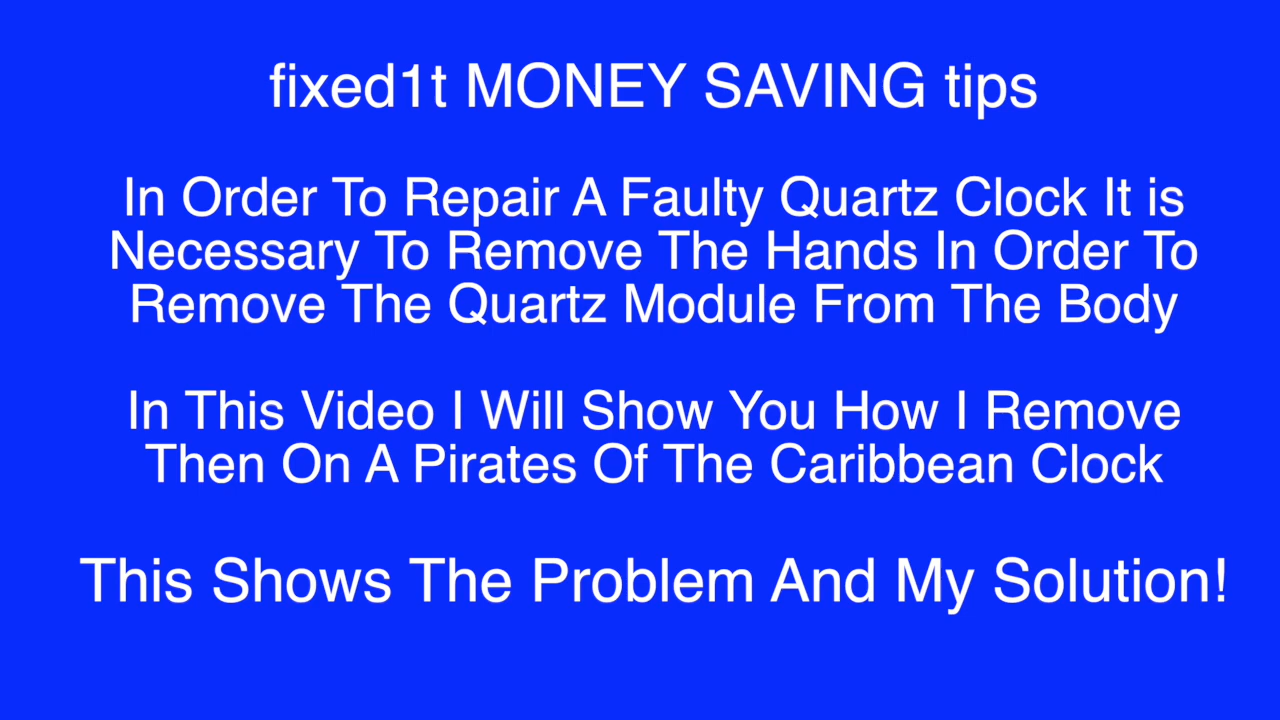 fixed1t MONEY SAVING tips
In Order To Repair A Faulty Quartz Clock It is
Necessary To Remove The Hands In Order To
Remove The Quartz Module From The Body
In This Video I Will Show You How I Remove
Then On A Pirates Of The Caribbean Clock
This Shows The Problem And My Solution!